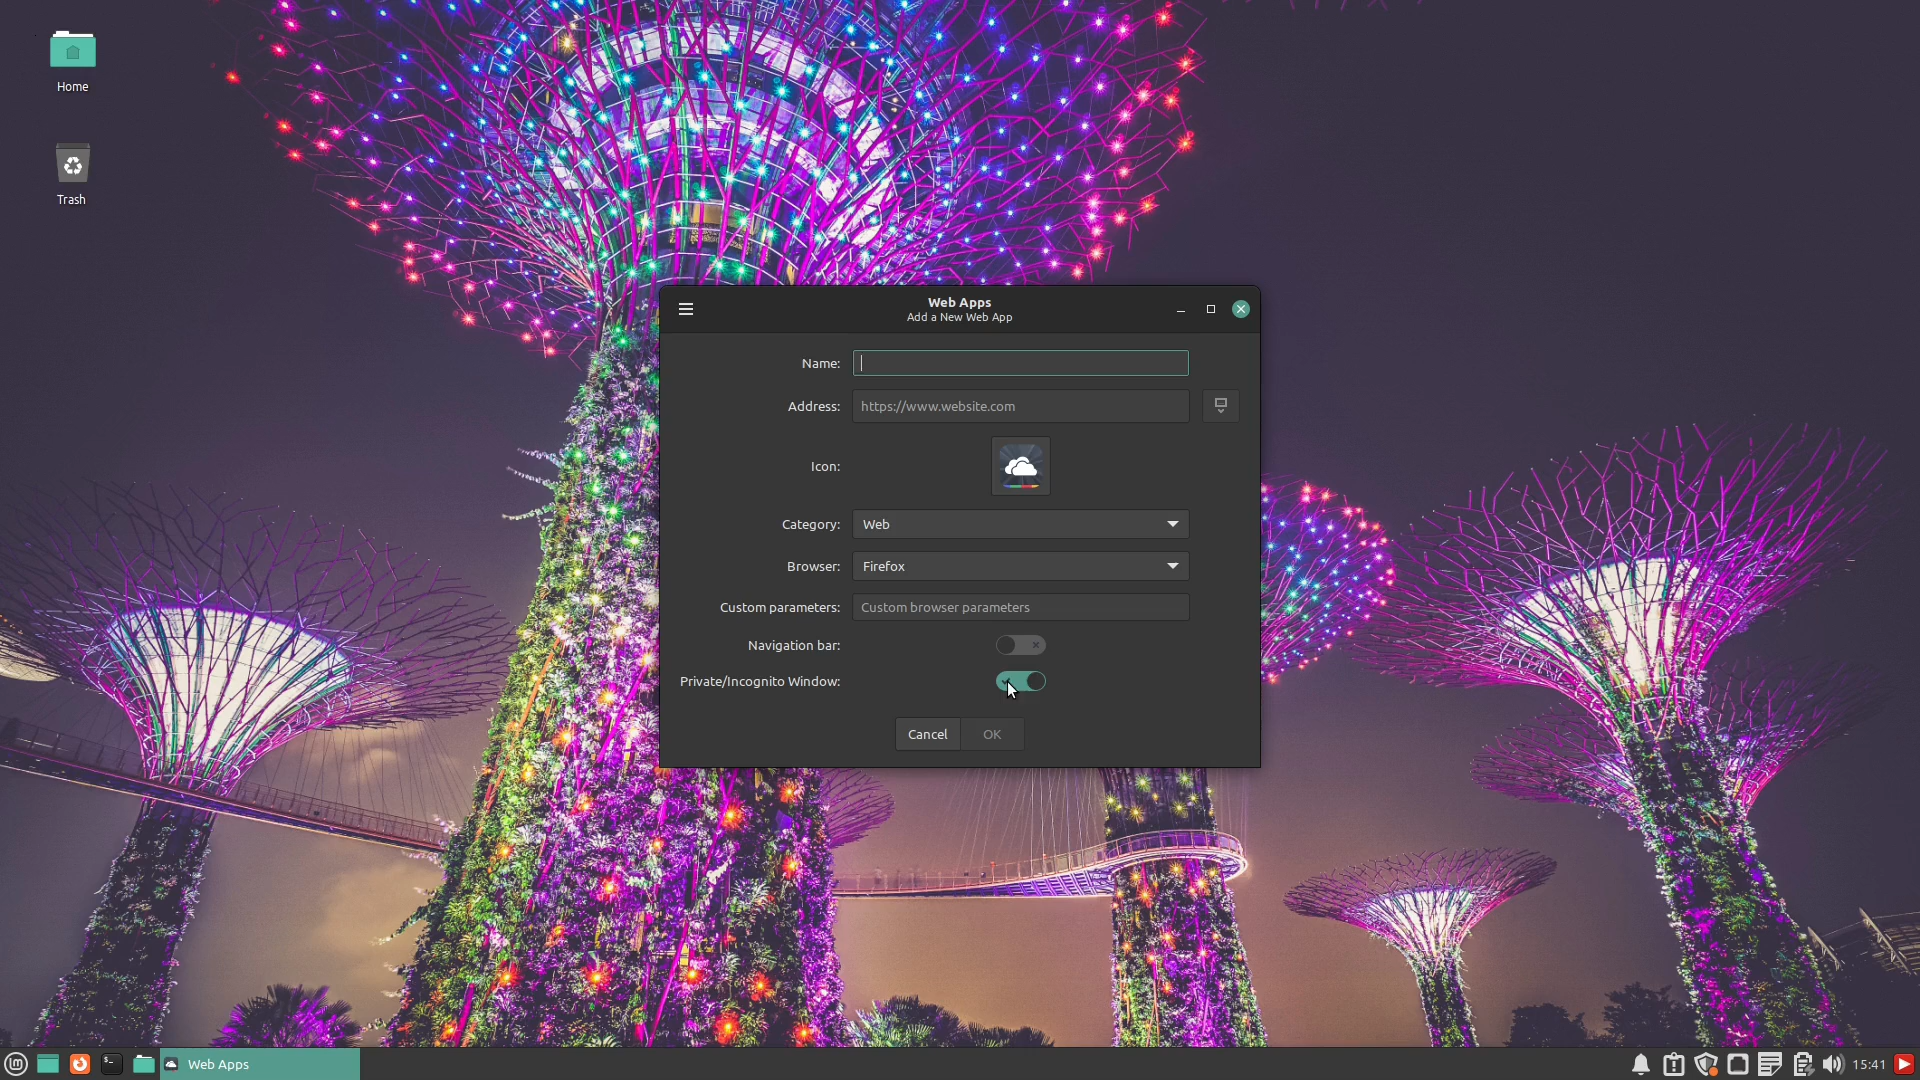 Home
Trash
Web Apps
Add a New Web App
Name:
Address: https://www.website.com
Icon:
Category: Web
Browser: Firefox
Custom parameters: Custom browser parameters
Navigation bar:
Private/Incognito Window:
Cancel OK
Web Apps
15:41